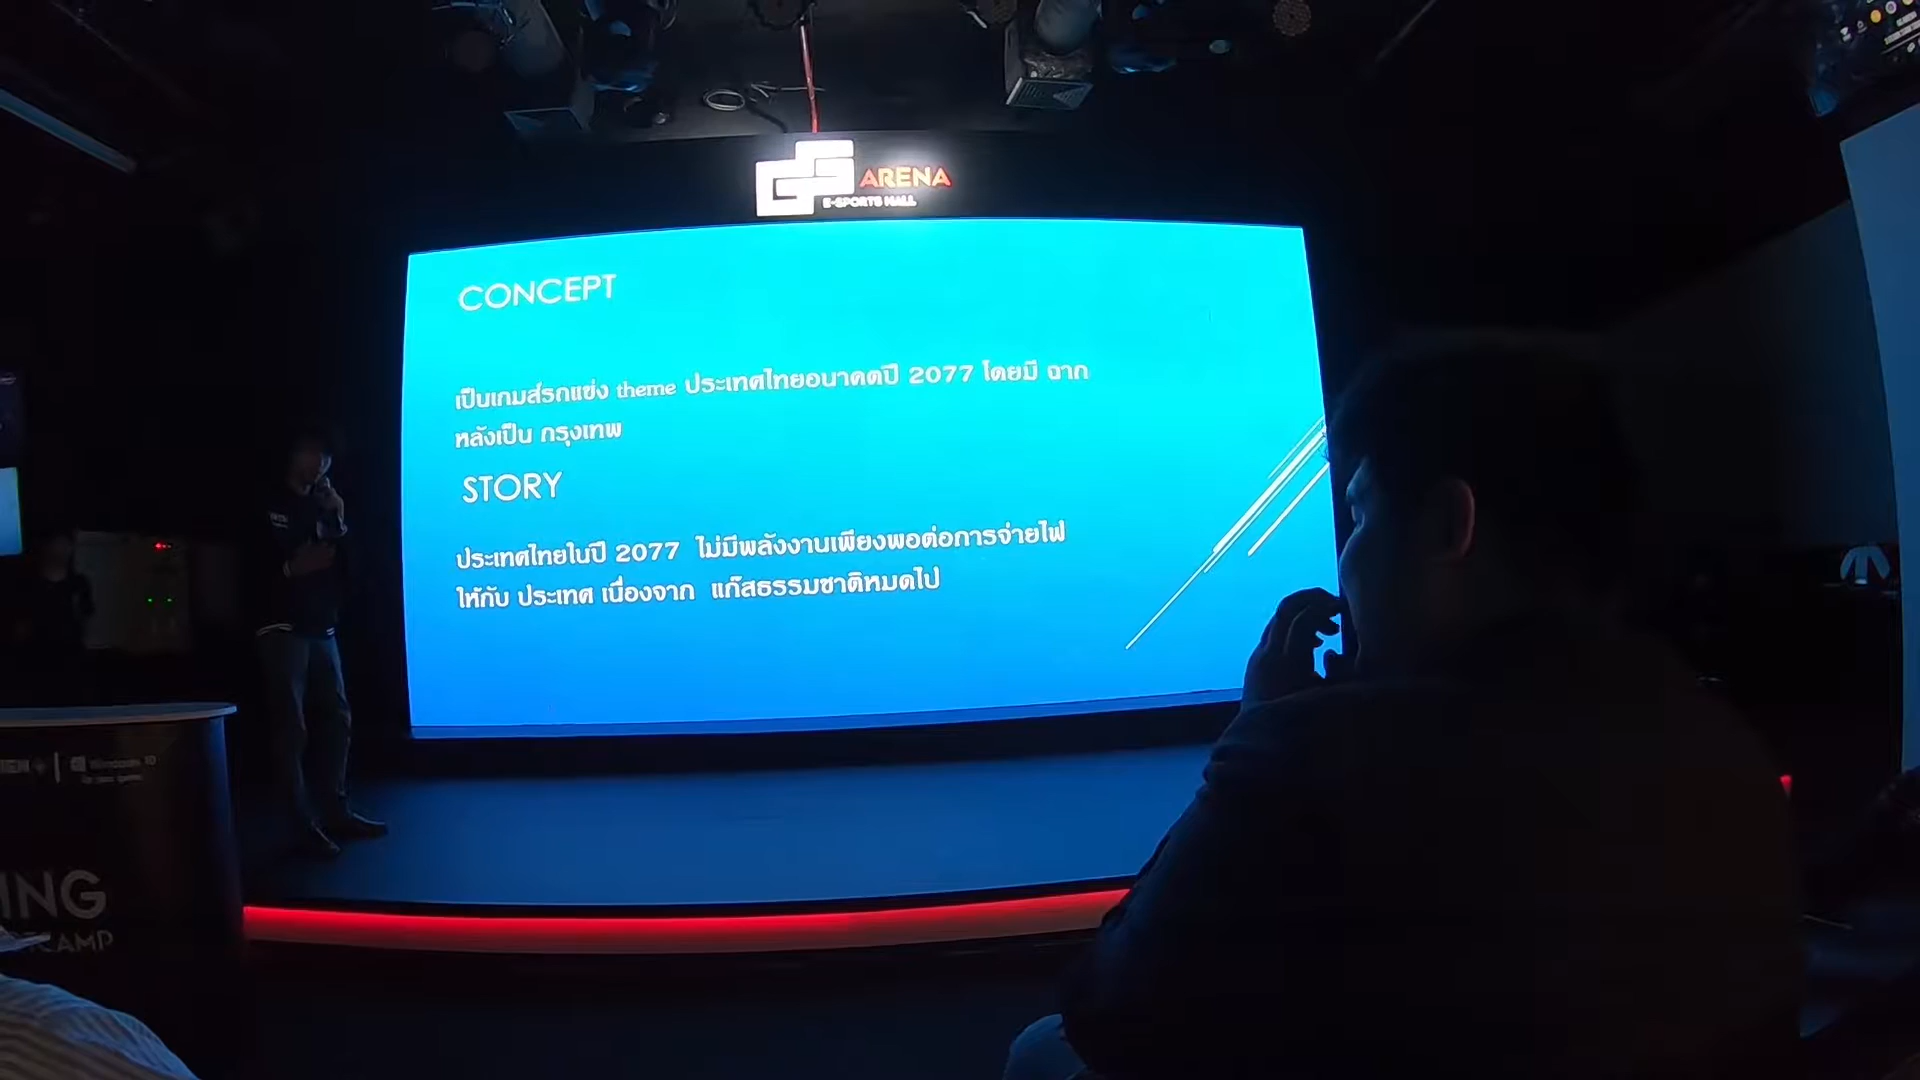 GS ARENA
E-SPORTS HALL
CONCEPT
เป็นเกมส์รถแข่ง theme ประเทศไทยอนาคตปี 2077 โดยมี ฉาก
หลังเป็น กรุงเทพ
STORY
ประเทศไทยในปี 2077 ไม่มีพลังงานเพียงพอต่อการจ่ายไฟ
ให้กับ ประเทศ เนื่องจาก แก๊สธรรมชาติหมดไป
Windows 10
ING
CAMP